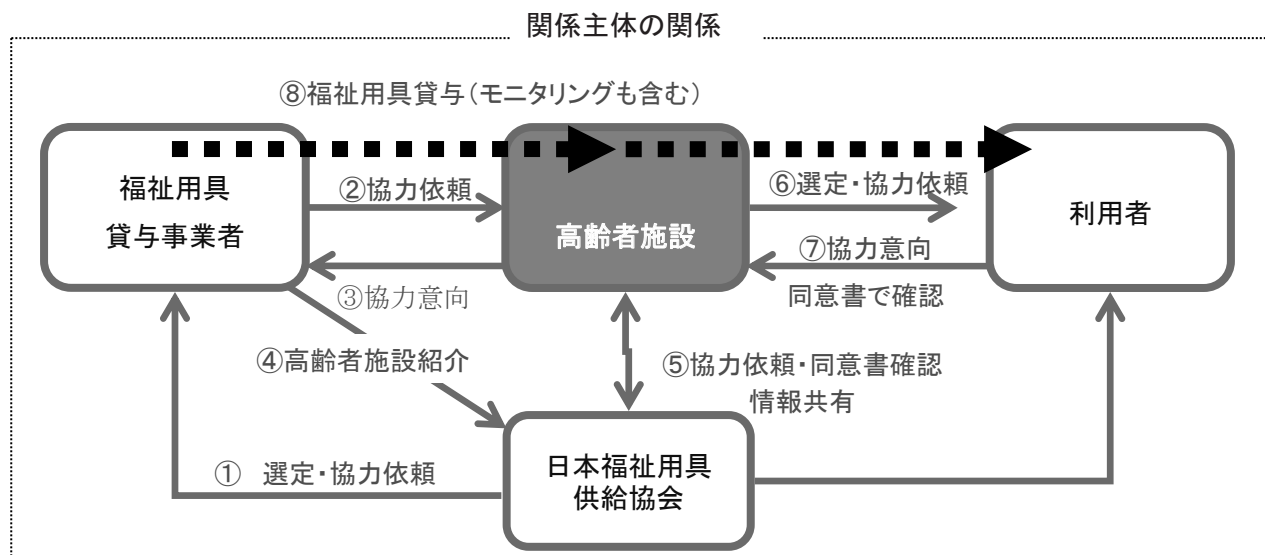 関係主体の関係
⑧福祉用具貸与(モニタリングも含む)
福祉用具
貸与事業者
②協力依頼
③協力意向
高齢者施設
⑥選定・協力依頼
⑦協力意向
同意書で確認
利用者
④高齢者施設紹介
⑤協力依頼・同意書確認
情報共有
① 選定・協力依頼
日本福祉用具
供給協会